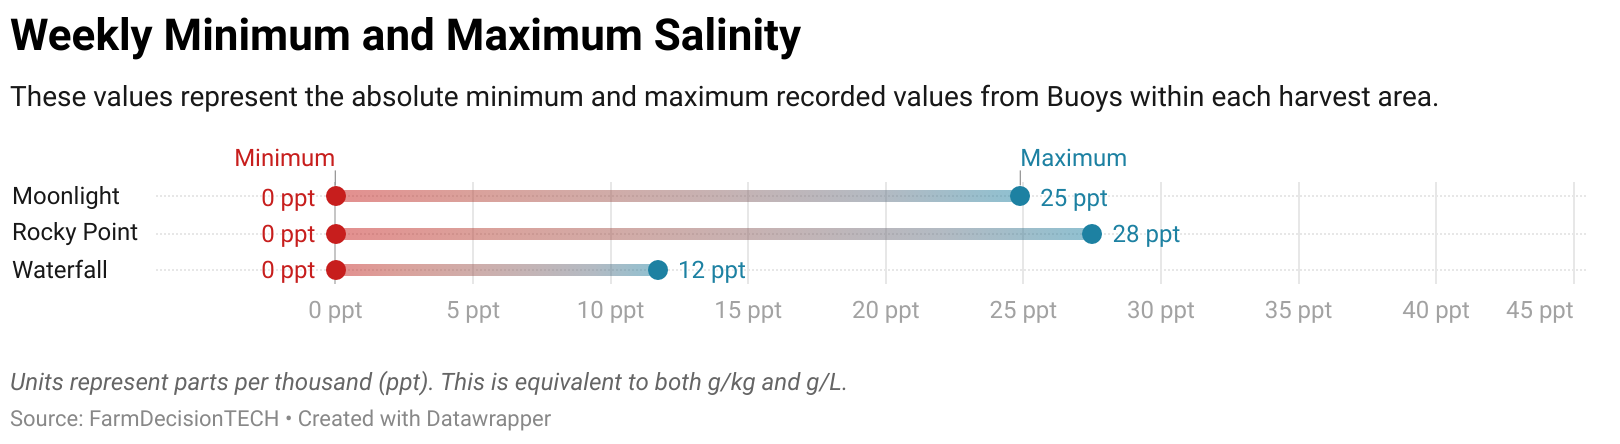 Weekly Minimum and Maximum Salinity
These values represent the absolute minimum and maximum recorded values from Buoys within each harvest area.
Minimum Maximum
Moonlight 0 ppt 25 ppt
Rocky Point 0 ppt 28 ppt
Waterfall 0 ppt 12 ppt
0 ppt 5 ppt 10 ppt 15 ppt 20 ppt 25 ppt 30 ppt 35 ppt 40 ppt 45 ppt
Units represent parts per thousand (ppt). This is equivalent to both g/kg and g/L.
Source: FarmDecisionTECH • Created with Datawrapper